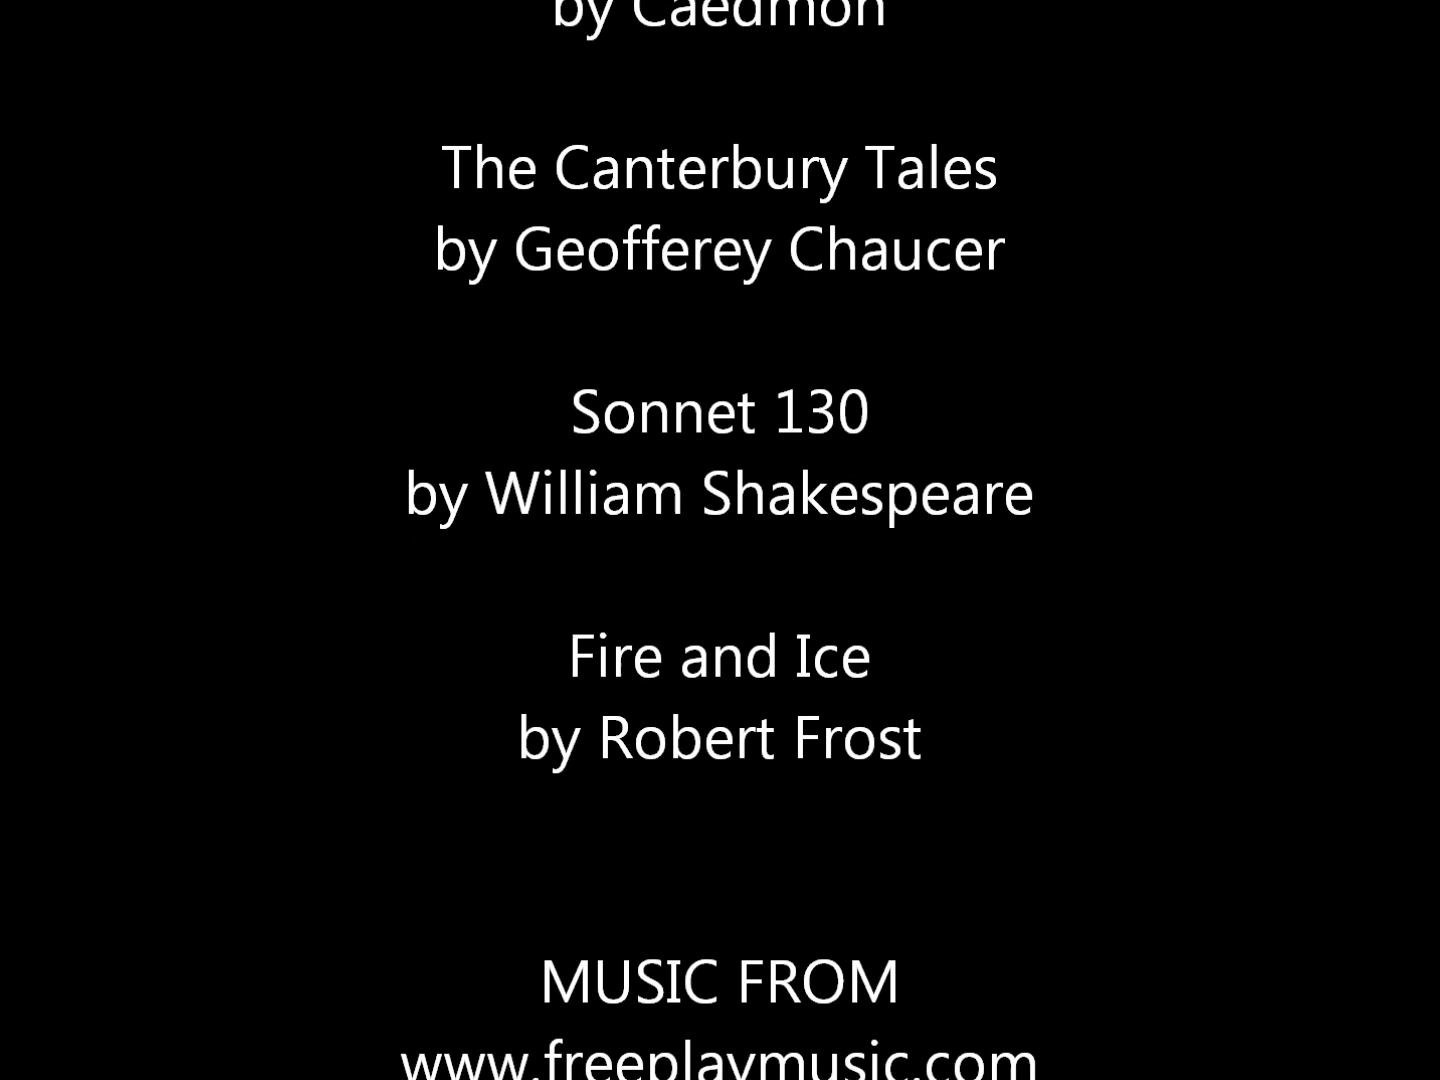 by Caedmon
The Canterbury Tales
by Geofferey Chaucer
Sonnet 130
by William Shakespeare
Fire and Ice
by Robert Frost
MUSIC FROM
www.freeplaymusic.com